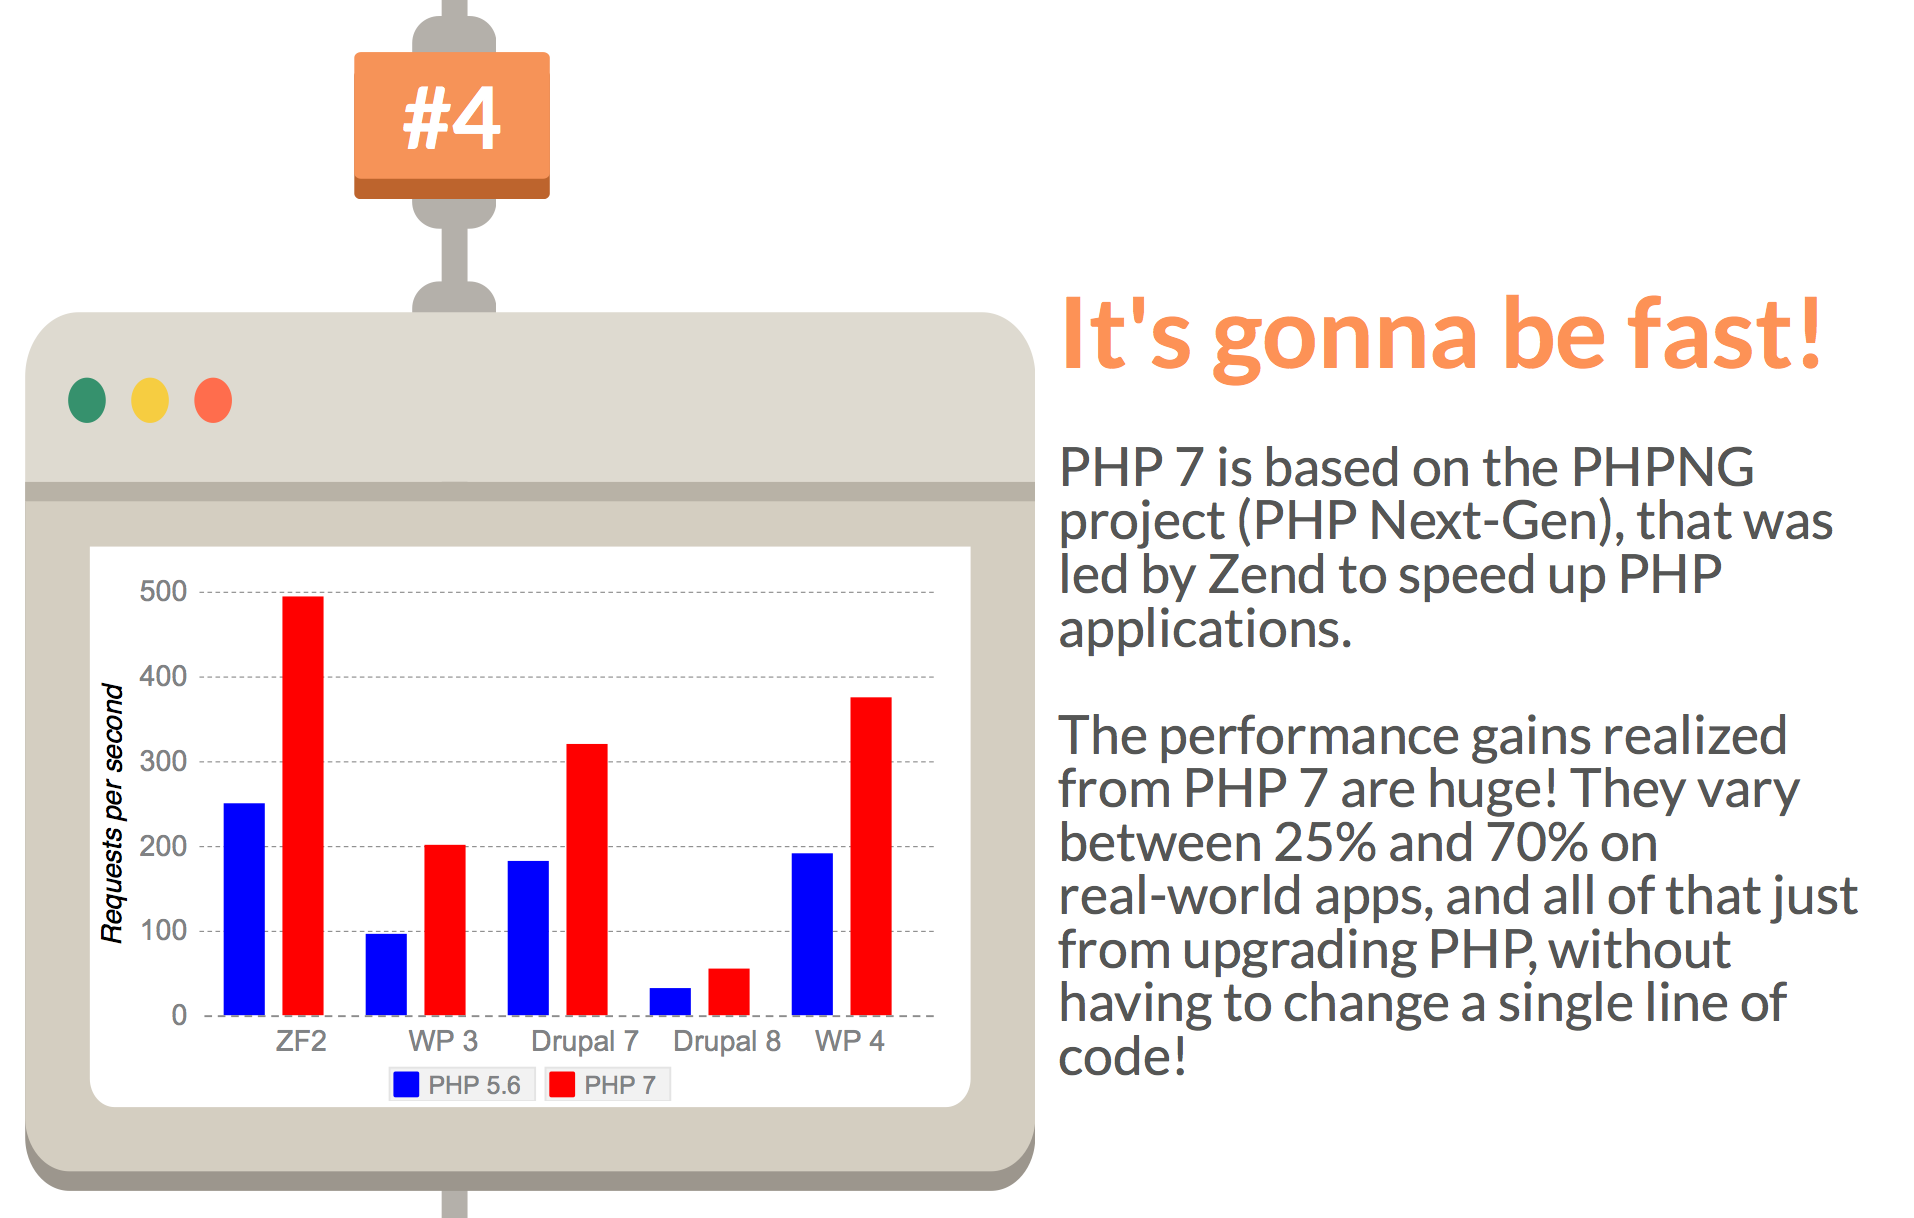 #4
It's gonna be fast!
PHP 7 is based on the PHPNG
project (PHP Next-Gen), that was
led by Zend to speed up PHP
applications.
The performance gains realized
from PHP 7 are huge! They vary
between 25% and 70% on
real-world apps, and all of that just
from upgrading PHP, without
having to change a single line of
code!
Requests per second
500
400
300
200
100
0
ZF2 WP 3 Drupal 7 Drupal 8 WP 4
PHP 5.6 PHP 7